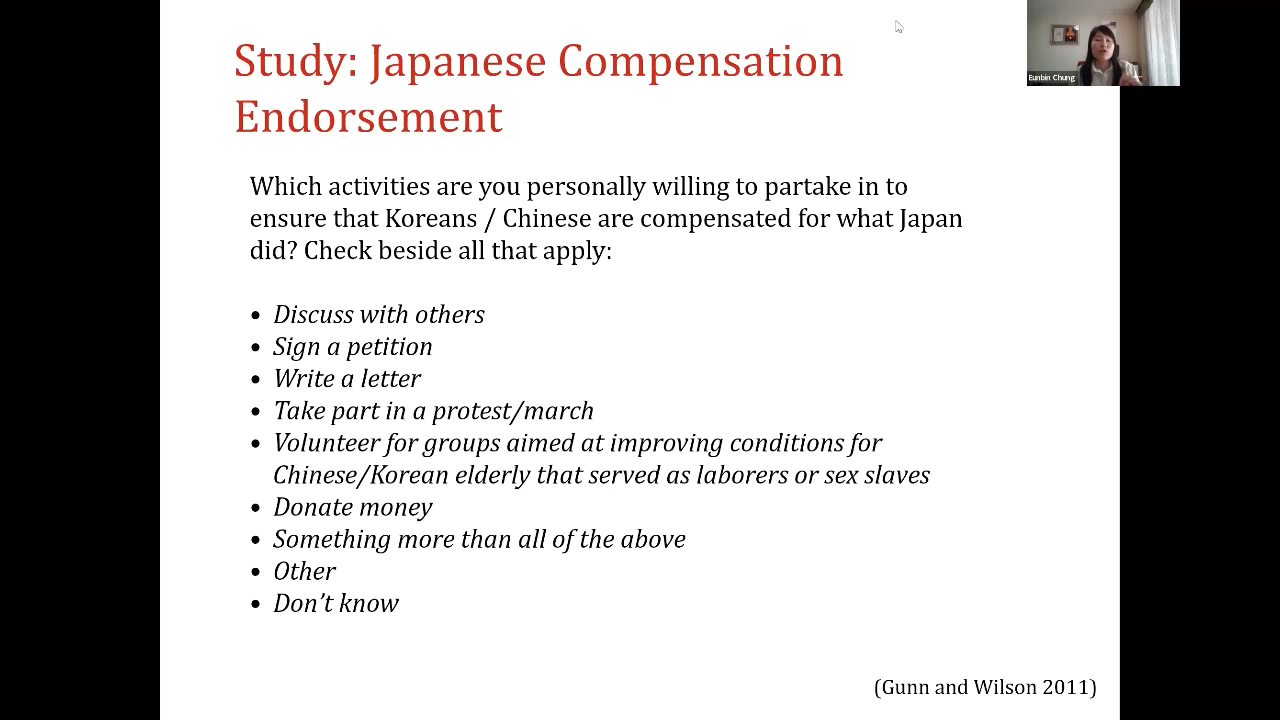 Study: Japanese Compensation
Endorsement
Eunbin Chung
Which activities are you personally willing to partake in to
ensure that Koreans / Chinese are compensated for what Japan
did? Check beside all that apply:
• Discuss with others
• Sign a petition
• Write a letter
• Take part in a protest/march
• Volunteer for groups aimed at improving conditions for
Chinese/Korean elderly that served as laborers or sex slaves
• Donate money
• Something more than all of the above
• Other
• Don’t know
(Gunn and Wilson 2011)